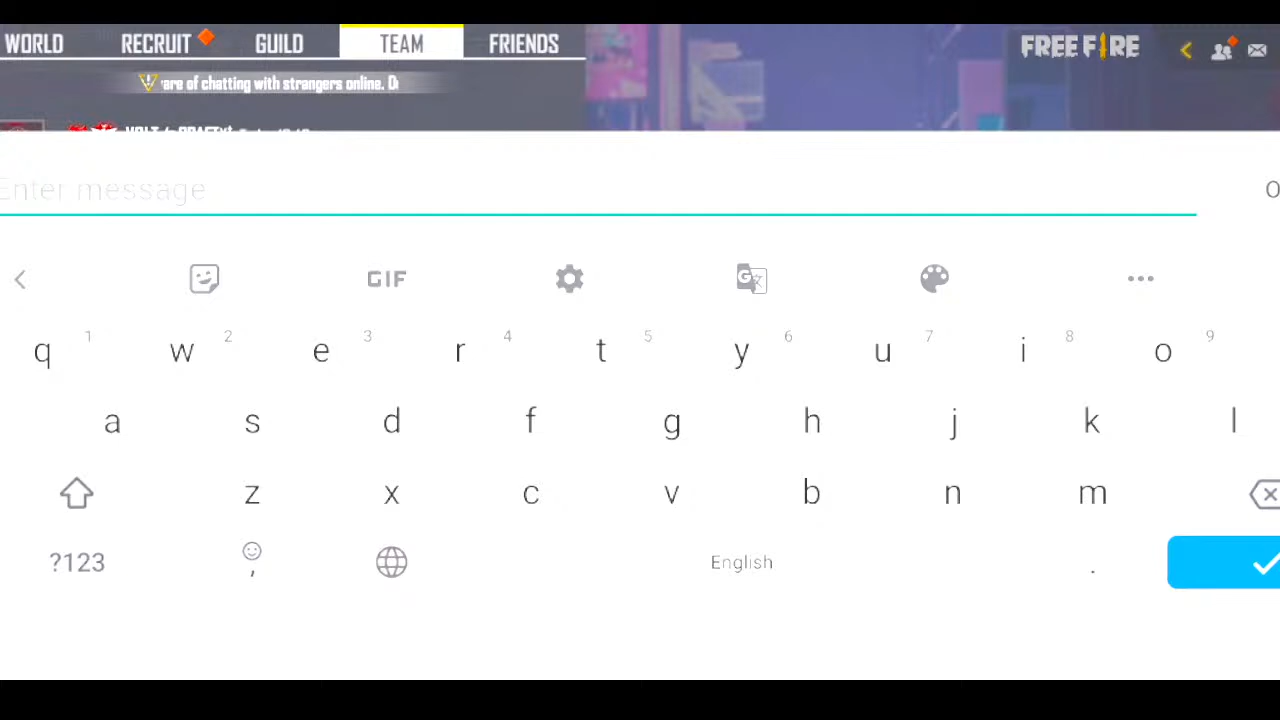 WORLD RECRUIT GUILD TEAM FRIENDS FREE FIRE
are of chatting with strangers online. D
Enter message
GIF
q 1 w 2 e 3 r 4 t 5 y 6 u 7 i 8 o 9
a s d f g h j k l
z x c v b n m
?123 , English .